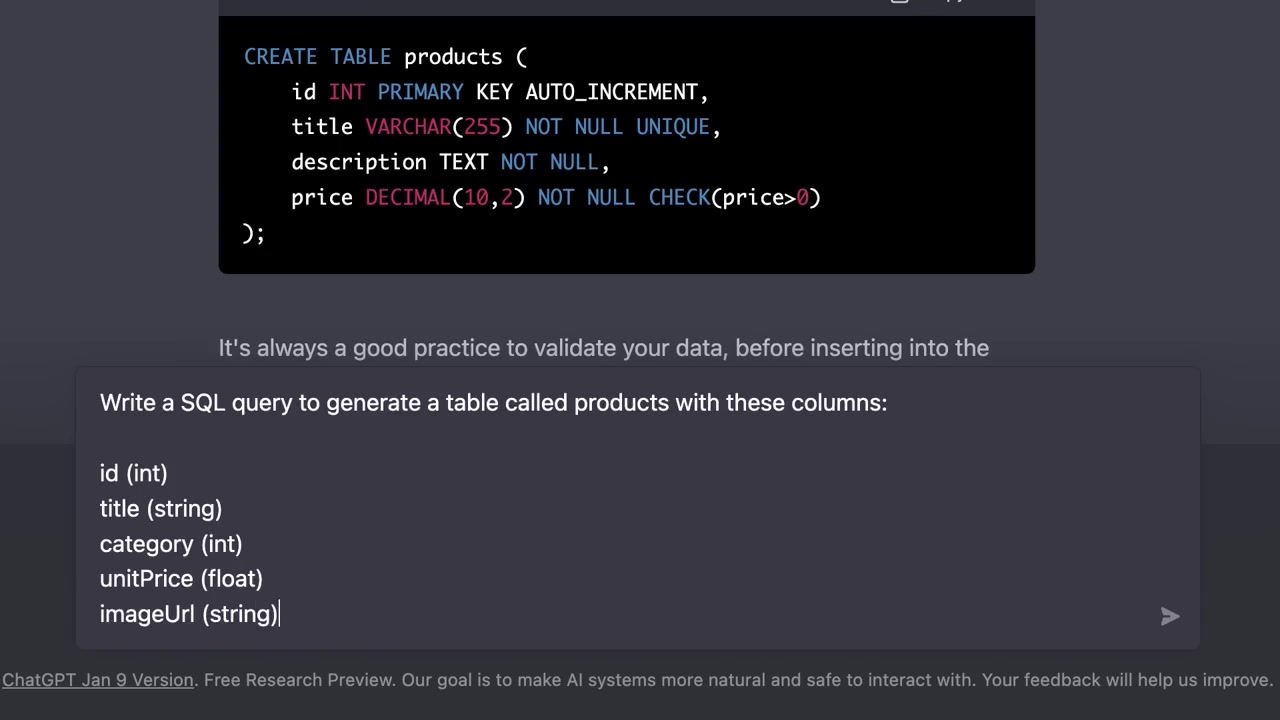 CREATE TABLE products (
id INT PRIMARY KEY AUTO_INCREMENT,
title VARCHAR(255) NOT NULL UNIQUE,
description TEXT NOT NULL,
price DECIMAL(10,2) NOT NULL CHECK(price>0)
);
It's always a good practice to validate your data, before inserting into the
Write a SQL query to generate a table called products with these columns:
id (int)
title (string)
category (int)
unitPrice (float)
imageUrl (string)
ChatGPT Jan 9 Version. Free Research Preview. Our goal is to make AI systems more natural and safe to interact with. Your feedback will help us improve.